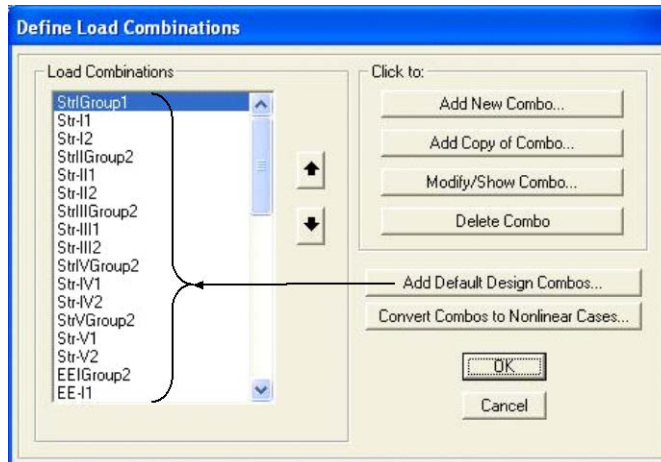 Define Load Combinations
Load Combinations
StrIGroup1
Str-I1
Str-I2
StrIIGroup2
Str-II1
Str-II2
StrIIIGroup2
Str-III1
Str-III2
StrIVGroup2
Str-IV1
Str-IV2
StrVGroup2
Str-V1
Str-V2
EEIGroup2
EE-I1
Click to:
Add New Combo...
Add Copy of Combo...
Modify/Show Combo...
Delete Combo
Add Default Design Combos...
Convert Combos to Nonlinear Cases...
OK
Cancel